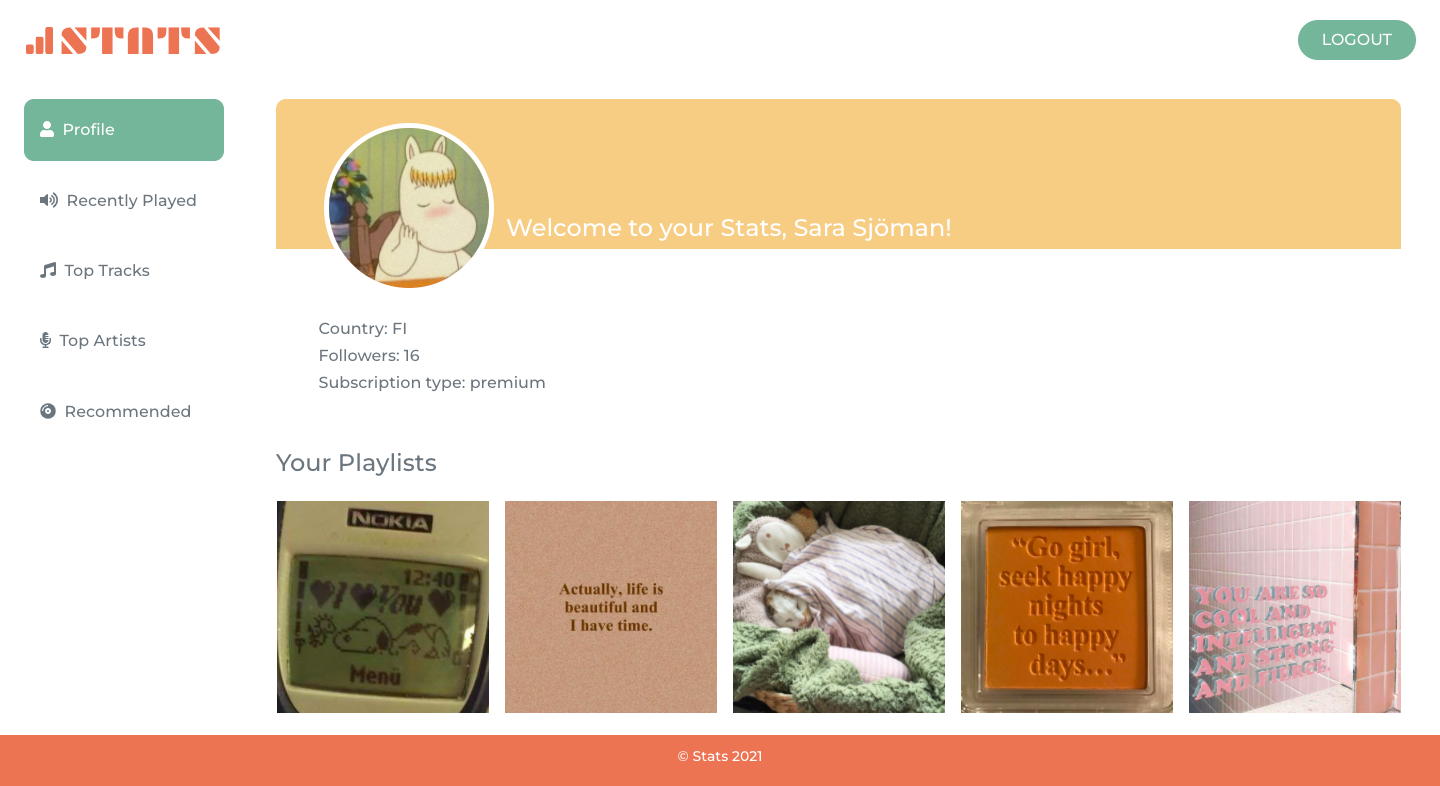 STATS
LOGOUT
Profile
Recently Played
Top Tracks
Top Artists
Recommended
Welcome to your Stats, Sara Sjöman!
Country: FI
Followers: 16
Subscription type: premium
Your Playlists
NOKIA
12:40
Menü
Actually, life is
beautiful and
I have time.
“Go girl,
seek happy
nights
to happy
days...”
YOU ARE SO
COOL AND
INTELLIGENT
AND STRONG
AND FIERCE.
© Stats 2021